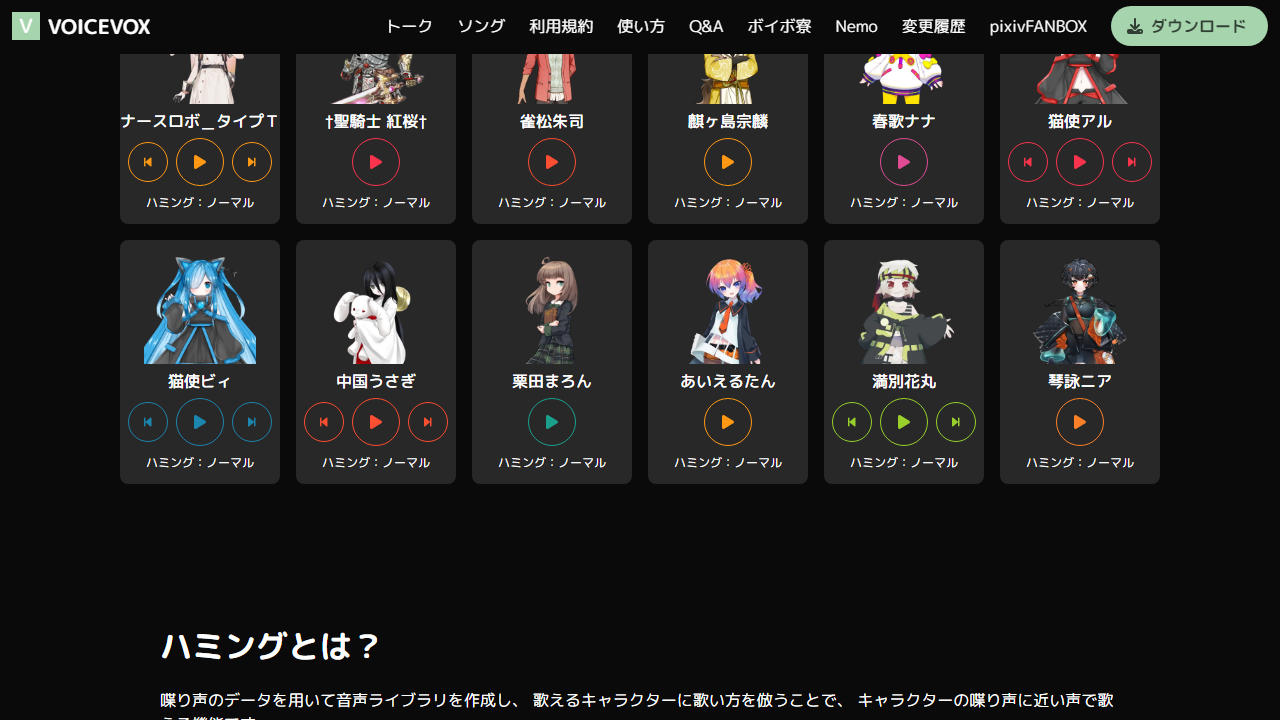 V VOICEVOX トーク ソング 利用規約 使い方 Q&A ボイボ寮 Nemo 変更履歴 pixivFANBOX ダウンロード
ナースロボ＿タイプＴ †聖騎士 紅桜† 雀松朱司 麒ヶ島宗麟 春歌ナナ 猫使アル
ハミング：ノーマル ハミング：ノーマル ハミング：ノーマル ハミング：ノーマル ハミング：ノーマル ハミング：ノーマル
猫使ビィ 中国うさぎ 栗田まろん あいえるたん 満別花丸 琴詠ニア
ハミング：ノーマル ハミング：ノーマル ハミング：ノーマル ハミング：ノーマル ハミング：ノーマル ハミング：ノーマル
ハミングとは？
喋り声のデータを用いて音声ライブラリを作成し、 歌えるキャラクターに歌い方を倣うことで、 キャラクターの喋り声に近い声で歌